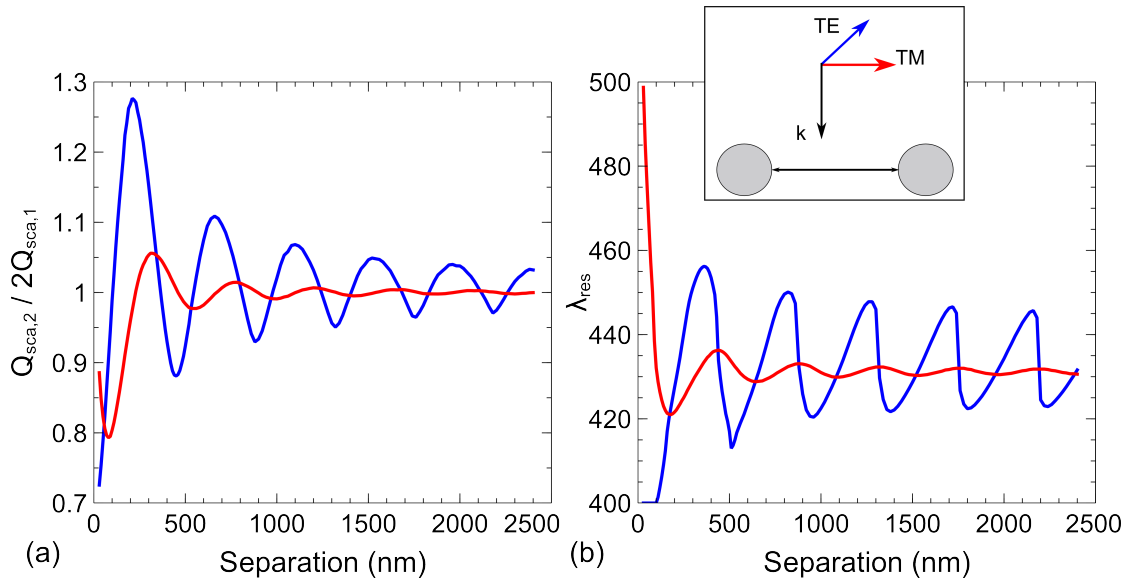 TE
TM
k
1.3
1.2
1.1
1
0.9
0.8
0.7
Q_sca,2 / 2Q_sca,1
0 500 1000 1500 2000 2500
(a) Separation (nm)
500
480
460
440
420
400
λ_res
0 500 1000 1500 2000 2500
(b) Separation (nm)